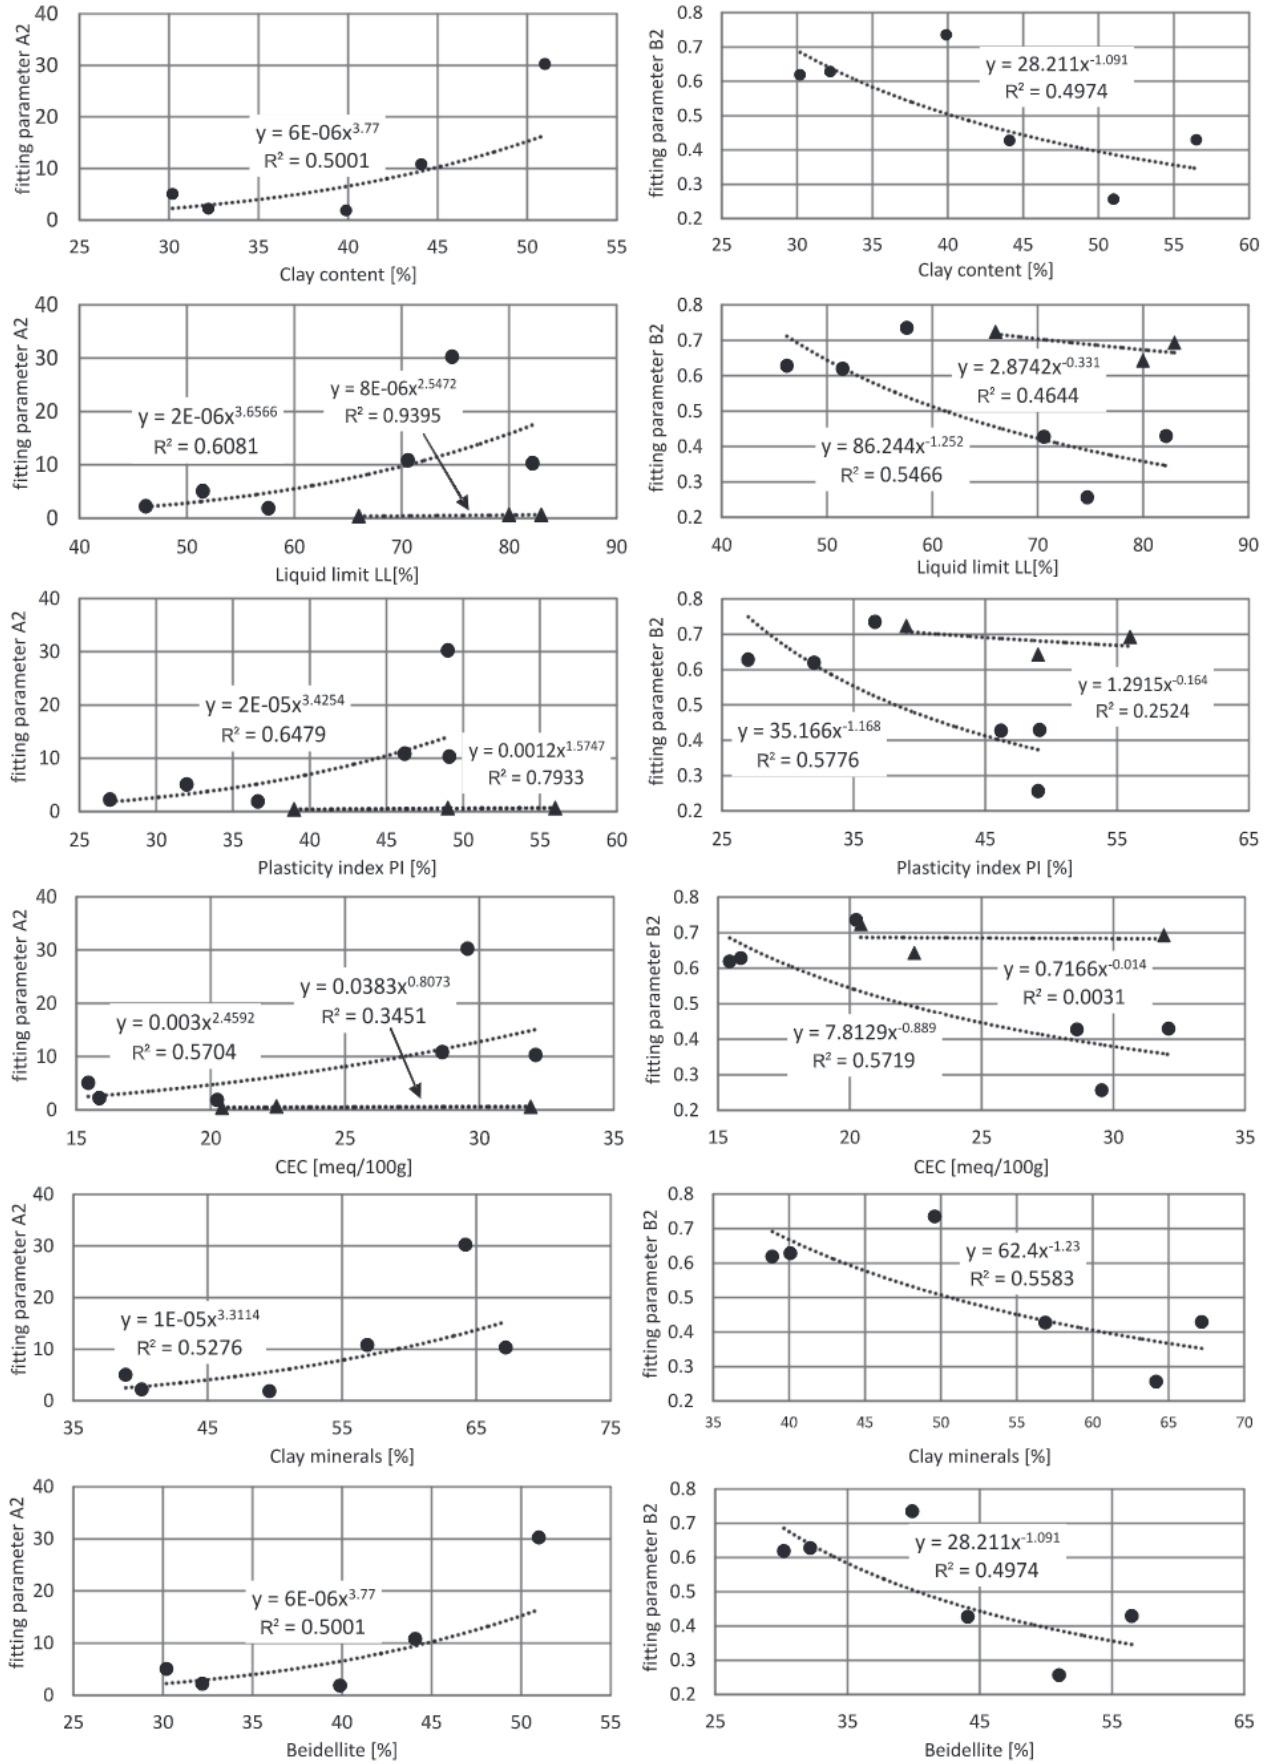 fitting parameter A2
40
30
20
10
0
y = 6E-06x^3.77
R² = 0.5001
25 30 35 40 45 50 55
Clay content [%]
fitting parameter B2
0.8
0.7
0.6
0.5
0.4
0.3
0.2
y = 28.211x^-1.091
R² = 0.4974
25 30 35 40 45 50 55 60
Clay content [%]
fitting parameter A2
40
30
20
10
0
y = 2E-06x^3.6566
R² = 0.6081
y = 8E-06x^2.5472
R² = 0.9395
40 50 60 70 80 90
Liquid limit LL[%]
fitting parameter B2
0.8
0.7
0.6
0.5
0.4
0.3
0.2
y = 2.8742x^-0.331
R² = 0.4644
y = 86.244x^-1.252
R² = 0.5466
40 50 60 70 80 90
Liquid limit LL[%]
fitting parameter A2
40
30
20
10
0
y = 2E-05x^3.4254
R² = 0.6479
y = 0.0012x^1.5747
R² = 0.7933
25 30 35 40 45 50 55 60
Plasticity index PI [%]
fitting parameter B2
0.8
0.7
0.6
0.5
0.4
0.3
0.2
y = 1.2915x^-0.164
R² = 0.2524
y = 35.166x^-1.168
R² = 0.5776
25 35 45 55 65
Plasticity index PI [%]
fitting parameter A2
40
30
20
10
0
y = 0.0383x^0.8073
R² = 0.3451
y = 0.003x^2.4592
R² = 0.5704
15 20 25 30 35
CEC [meq/100g]
fitting parameter B2
0.8
0.7
0.6
0.5
0.4
0.3
0.2
y = 0.7166x^-0.014
R² = 0.0031
y = 7.8129x^-0.889
R² = 0.5719
15 20 25 30 35
CEC [meq/100g]
fitting parameter A2
40
30
20
10
0
y = 1E-05x^3.3114
R² = 0.5276
35 45 55 65 75
Clay minerals [%]
fitting parameter B2
0.8
0.7
0.6
0.5
0.4
0.3
0.2
y = 62.4x^-1.23
R² = 0.5583
35 40 45 50 55 60 65 70
Clay minerals [%]
fitting parameter A2
40
30
20
10
0
y = 6E-06x^3.77
R² = 0.5001
25 30 35 40 45 50 55
Beidellite [%]
fitting parameter B2
0.8
0.7
0.6
0.5
0.4
0.3
0.2
y = 28.211x^-1.091
R² = 0.4974
25 35 45 55 65
Beidellite [%]